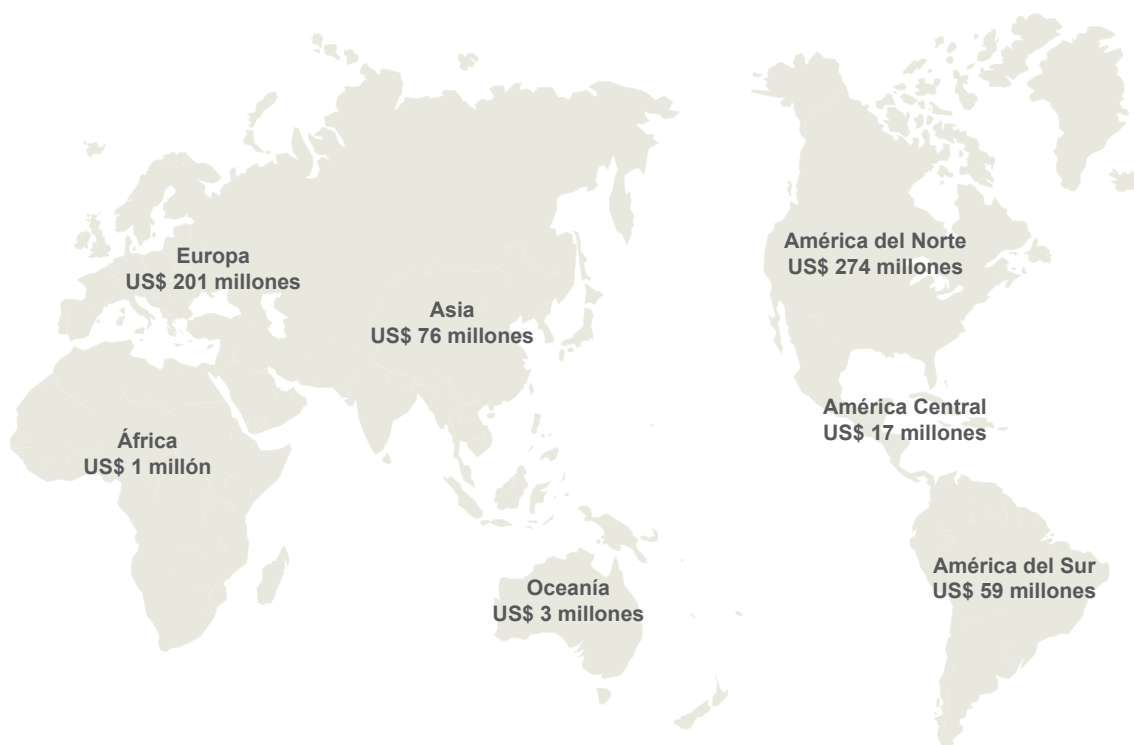 América del Norte
US$ 274 millones
Europa
US$ 201 millones
Asia
US$ 76 millones
América Central
US$ 17 millones
África
US$ 1 millón
América del Sur
US$ 59 millones
Oceanía
US$ 3 millones